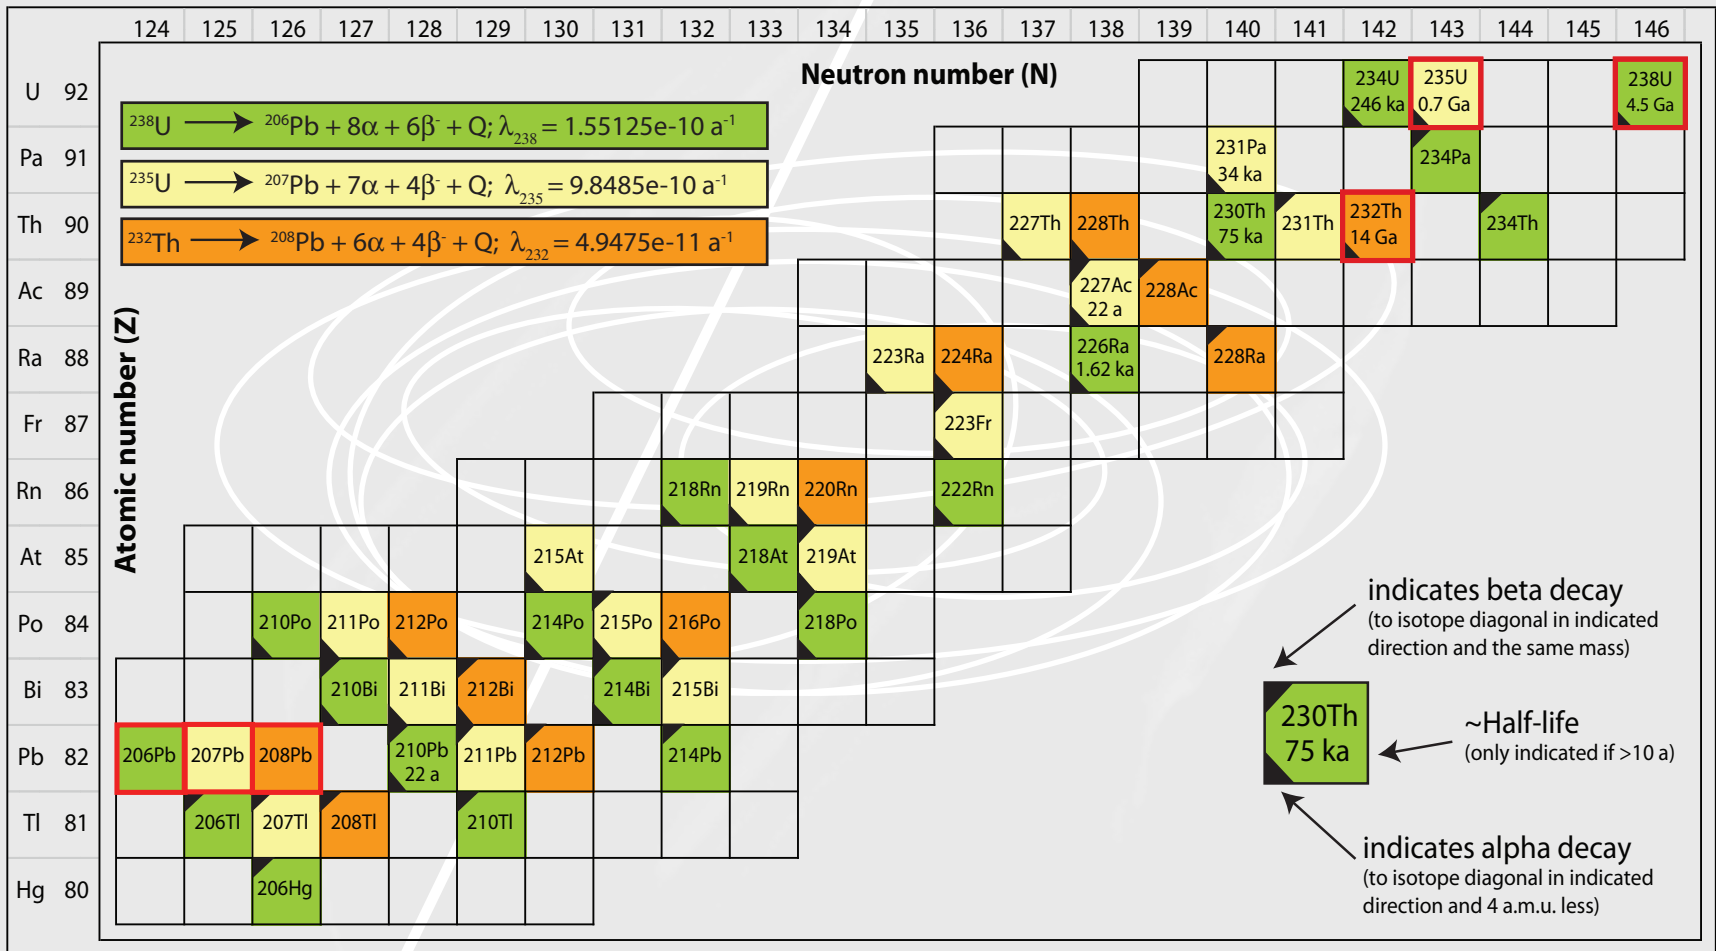 124 125 126 127 128 129 130 131 132 133 134 135 136 137 138 139 140 141 142 143 144 145 146
Neutron number (N)
Atomic number (Z)
²³⁸U ⟶ ²⁰⁶Pb + 8α + 6β⁻ + Q; λ₂₃₈ = 1.55125e-10 a⁻¹
²³⁵U ⟶ ²⁰⁷Pb + 7α + 4β⁻ + Q; λ₂₃₅ = 9.8485e-10 a⁻¹
²³²Th ⟶ ²⁰⁸Pb + 6α + 4β⁻ + Q; λ₂₃₂ = 4.9475e-11 a⁻¹
U 92
234U 235U 238U
246 ka 0.7 Ga 4.5 Ga
Pa 91
231Pa 234Pa
34 ka
Th 90
227Th 228Th 230Th 231Th 232Th 234Th
75 ka 14 Ga
Ac 89
227Ac 228Ac
22 a
Ra 88
223Ra 224Ra 226Ra 228Ra
1.62 ka
Fr 87
223Fr
Rn 86
218Rn 219Rn 220Rn 222Rn
At 85
215At 218At 219At
Po 84
210Po 211Po 212Po 214Po 215Po 216Po 218Po
Bi 83
210Bi 211Bi 212Bi 214Bi 215Bi
Pb 82
206Pb 207Pb 208Pb 210Pb 211Pb 212Pb 214Pb
22 a
Tl 81
206Tl 207Tl 208Tl 210Tl
Hg 80
206Hg
indicates beta decay
(to isotope diagonal in indicated
direction and the same mass)
230Th
75 ka
~Half-life
(only indicated if >10 a)
indicates alpha decay
(to isotope diagonal in indicated
direction and 4 a.m.u. less)